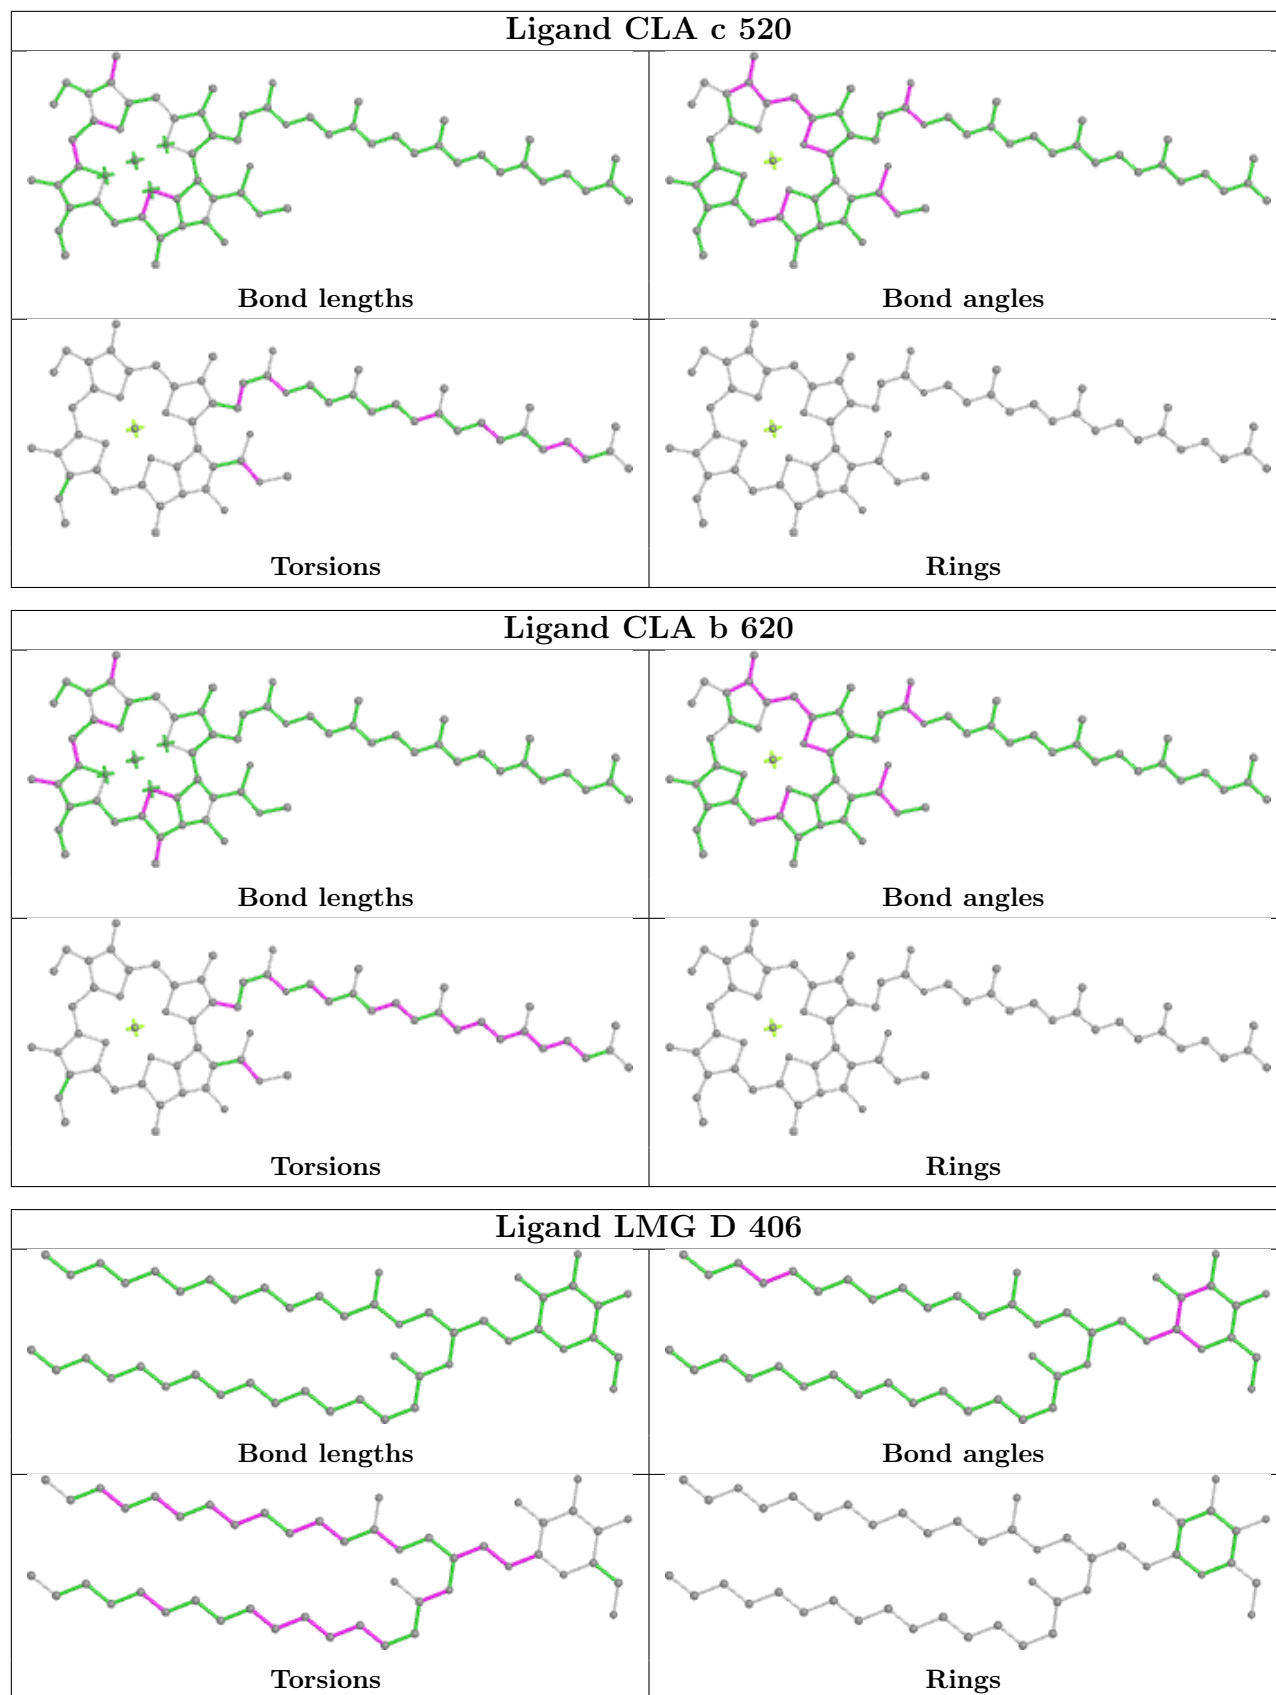 Ligand CLA c 520
Bond lengths
Bond angles
Torsions
Rings
Ligand CLA b 620
Bond lengths
Bond angles
Torsions
Rings
Ligand LMG D 406
Bond lengths
Bond angles
Torsions
Rings